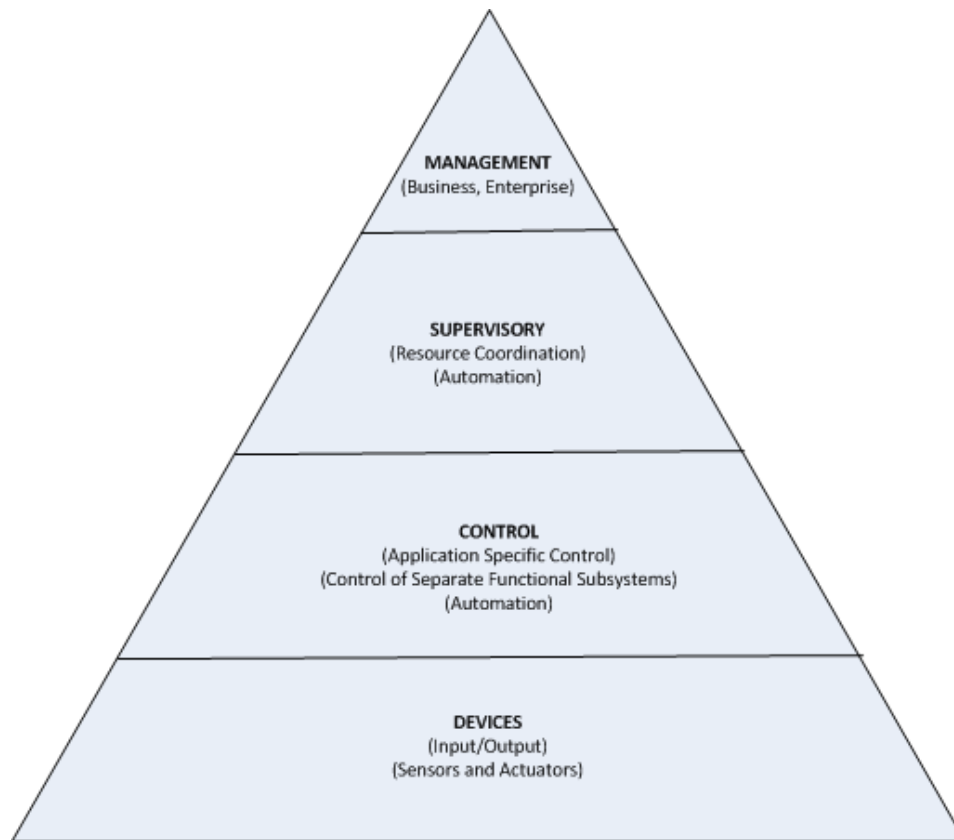 MANAGEMENT
(Business, Enterprise)
SUPERVISORY
(Resource Coordination)
(Automation)
CONTROL
(Application Specific Control)
(Control of Separate Functional Subsystems)
(Automation)
DEVICES
(Input/Output)
(Sensors and Actuators)